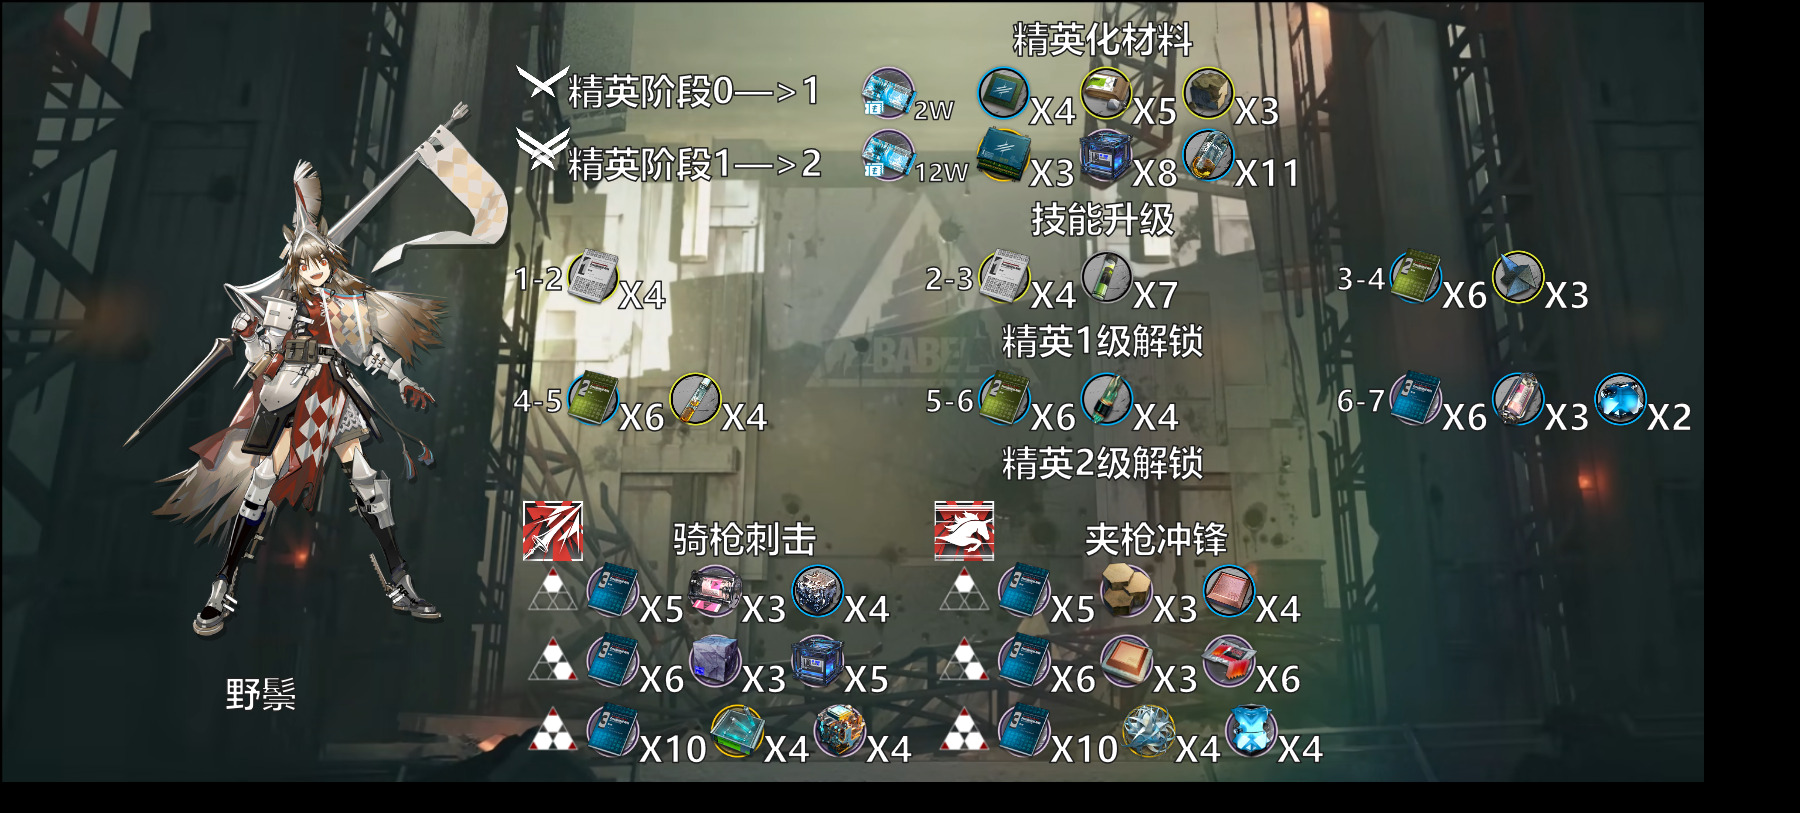 精英化材料
精英阶段0—>1 2W X4 X5 X3
精英阶段1—>2 12W X3 X8 X11
技能升级
1-2 X4 2-3 X4 X7 3-4 X6 X3
精英1级解锁
BABEL
4-5 X6 X4 5-6 X6 X4 6-7 X6 X3 X2
精英2级解锁
骑枪刺击 夹枪冲锋
X5 X3 X4 X5 X3 X4
X6 X3 X5 X6 X3 X6
野鬃
X10 X4 X4 X10 X4 X4